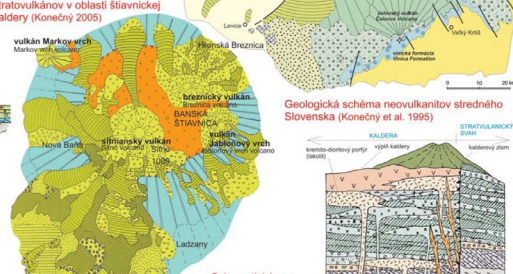 tratovulkánov v oblasti štiavnickej
aldery (Konečný 2005)
vulkán Markov vrch
Markov vrch volcano
Hronská Breznica
breznický vulkán
Breznica volcano
BANSKÁ
ŠTIAVNICA
vulkán
Jabloňový vrch
Jabloňový vrch volcano
sitniansky vulkán
Sitno volcano
Sitno
1009
Nová Baňa
Ladzany
Levice
čelovský vulkán
Čelovce Volcano
Veľký Krtíš
vinická formácia
Vinica Formation
0 10 20 k
Geologická schéma neovulkanitov stredného
Slovenska (Konečný et al. 1995)
KALDERA
STRATOVULKANICKÝ
SVAH
kremito-dioritový porfýr
(lakolit)
výplň kaldery
kalderový zlom